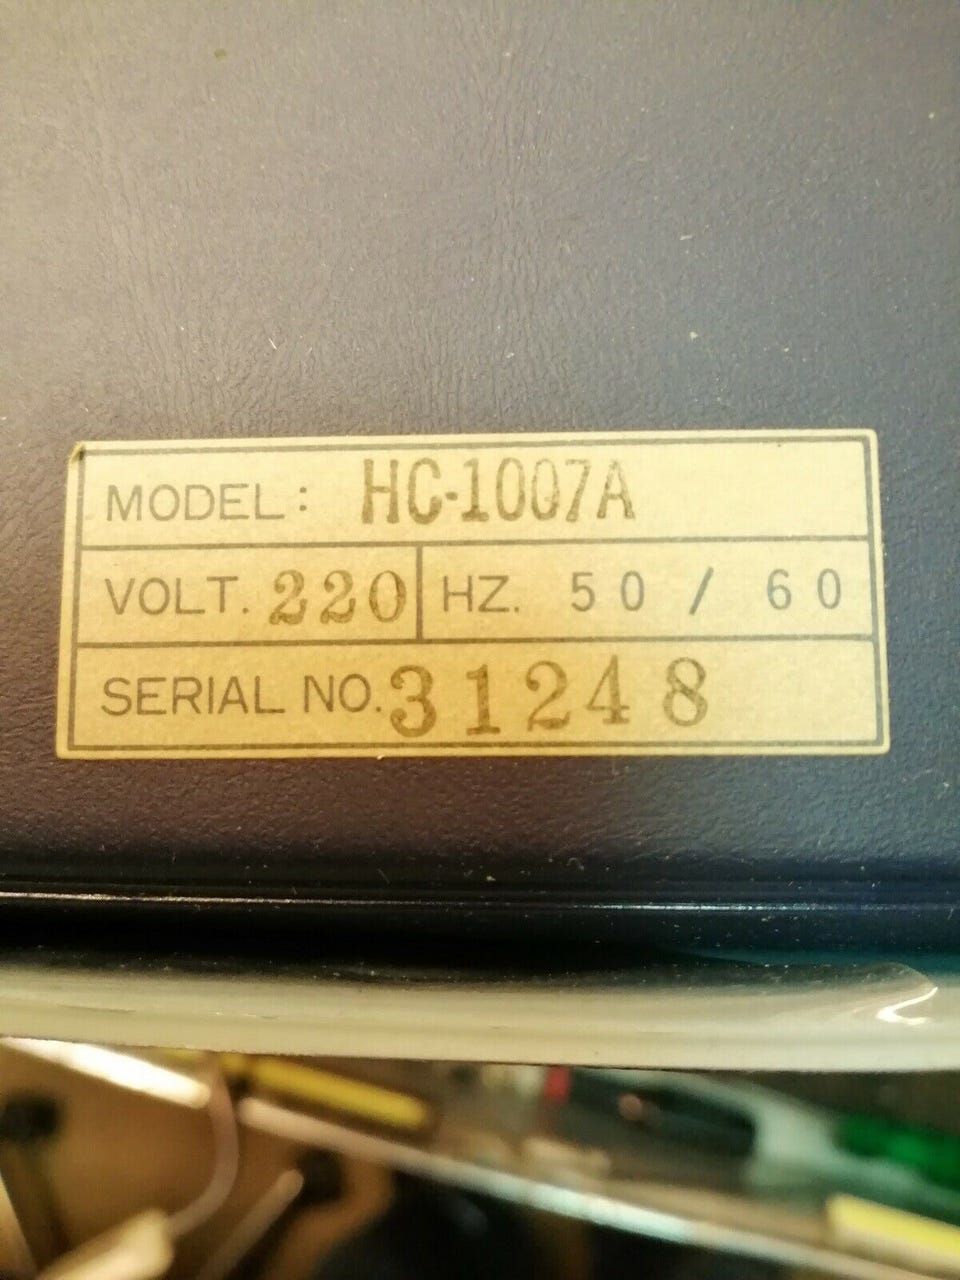 MODEL: HC-1007A
VOLT. 220 HZ. 50 / 60
SERIAL NO. 31248